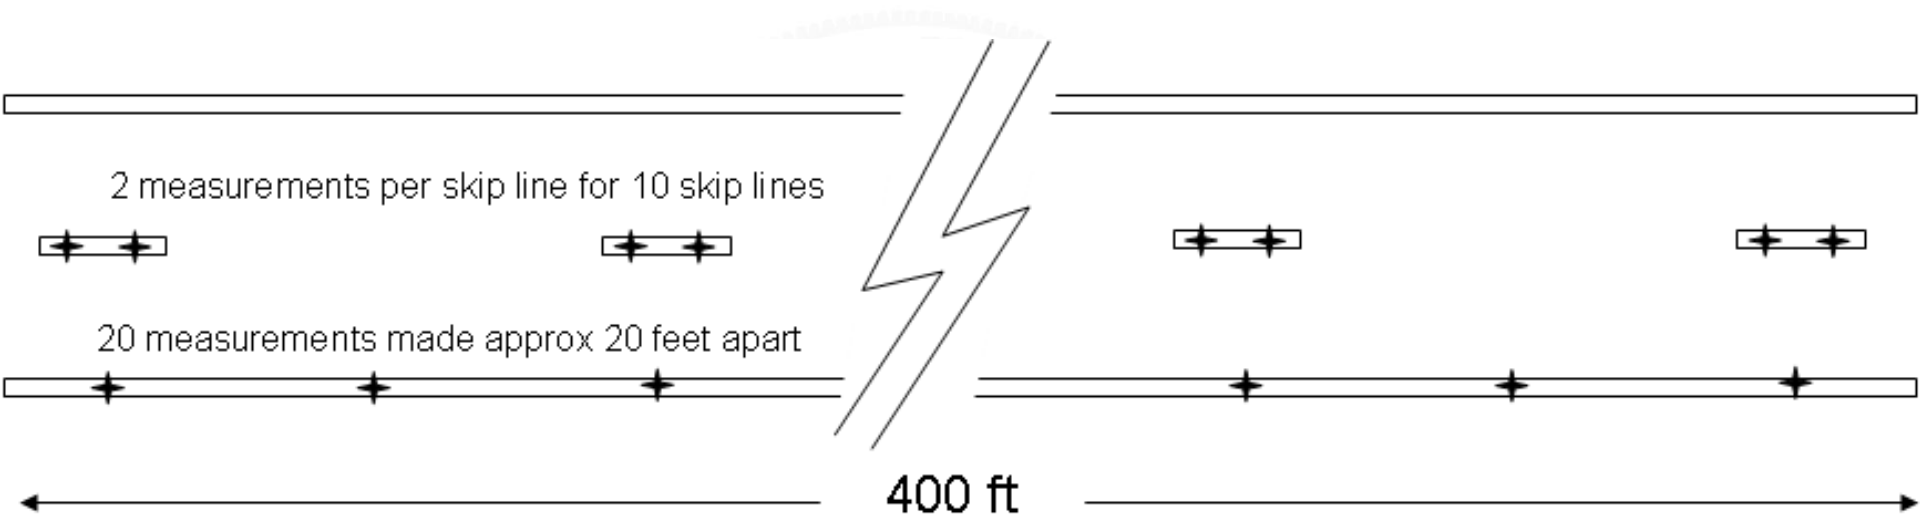 2 measurements per skip line for 10 skip lines
20 measurements made approx 20 feet apart
400 ft